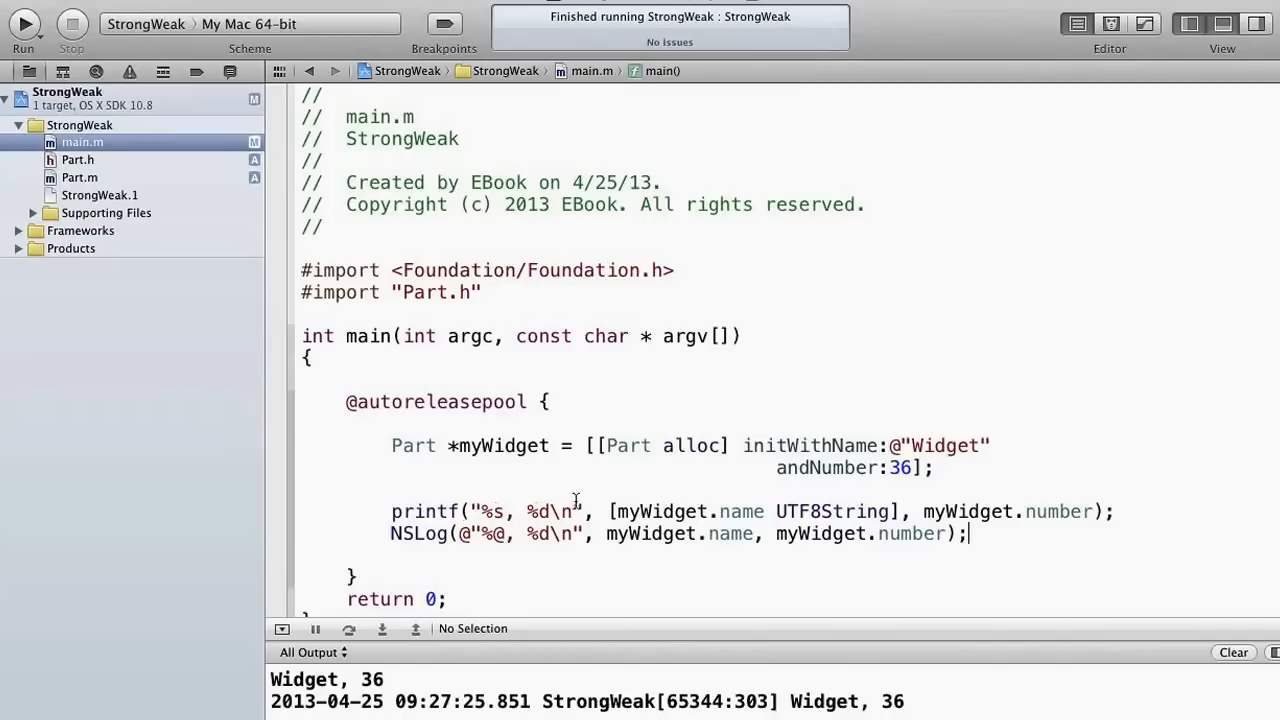 StrongWeak My Mac 64-bit
Finished running StrongWeak : StrongWeak
No Issues
Run Stop Scheme Breakpoints Editor View
StrongWeak StrongWeak main.m main()
StrongWeak
1 target, OS X SDK 10.8
M
StrongWeak
main.m M
Part.h A
Part.m A
StrongWeak.1
Supporting Files
Frameworks
Products
//
// main.m
// StrongWeak
//
// Created by EBook on 4/25/13.
// Copyright (c) 2013 EBook. All rights reserved.
//
#import <Foundation/Foundation.h>
#import "Part.h"
int main(int argc, const char * argv[])
{
@autoreleasepool {
Part *myWidget = [[Part alloc] initWithName:@"Widget"
andNumber:36];
printf("%s, %d\n", [myWidget.name UTF8String], myWidget.number);
NSLog(@"%@, %d\n", myWidget.name, myWidget.number);
}
return 0;
No Selection
All Output Clear
Widget, 36
2013-04-25 09:27:25.851 StrongWeak[65344:303] Widget, 36